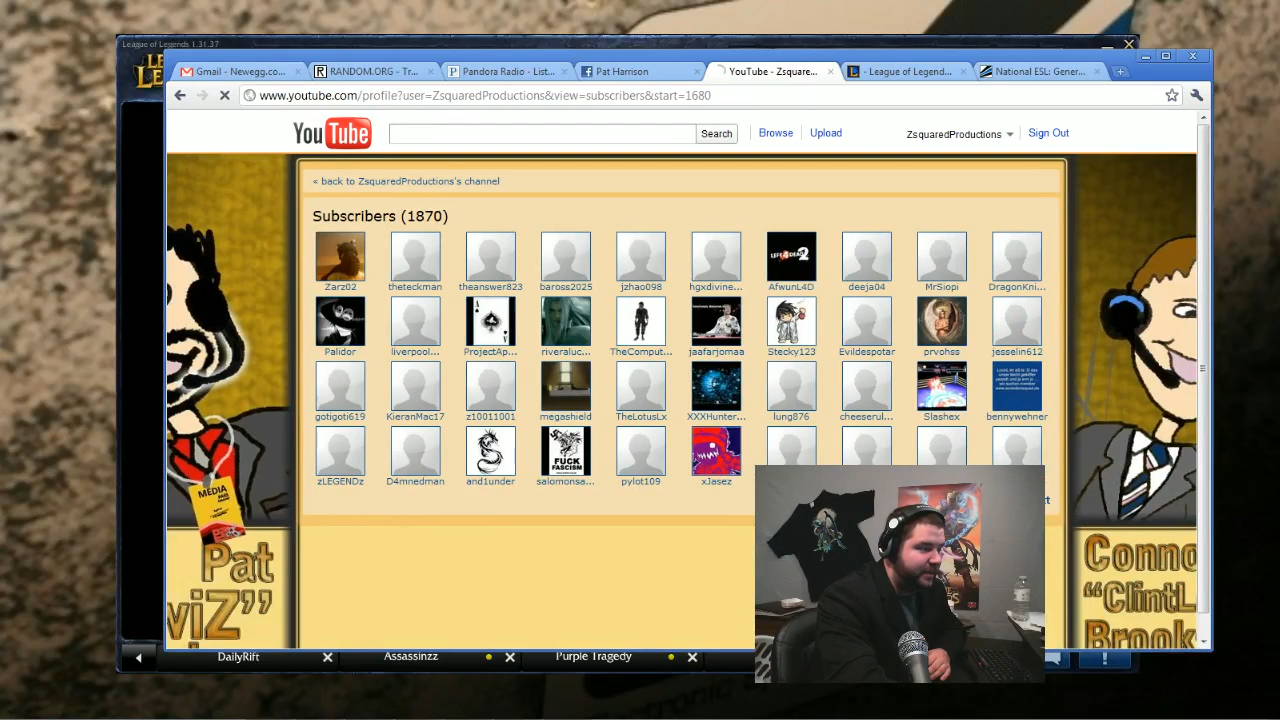 League of Legends 1.31.37
Gmail - Newegg.co...
RANDOM.ORG - Tr...
Pandora Radio - List...
Pat Harrison
YouTube - Zsquare...
- League of Legend...
National ESL: Gener...
www.youtube.com/profile?user=ZsquaredProductions&view=subscribers&start=1680
YouTube
Search
Browse
Upload
ZsquaredProductions
Sign Out
« back to ZsquaredProductions's channel
Subscribers (1870)
Zarz02 theteckman theanswer823 baross2025 jzhao098 hgxdivine... AfwunL4D deeja04 MrSiopi DragonKni...
Palidor liverpool... ProjectAp... riveraluc... TheComput... jaafarjomaa Stecky123 Evildespotar prvohss jesselin612
gotigoti619 KieranMac17 z10011001 megashield TheLotusLx XXXHunter... lung876 cheeserul... Slashex bennywehner
FUCK
FASCISM
zLEGENDz D4mnedman and1under salomonsa... pylot109 xJasez
MEDIA
Pat
wiZ”
Conno
“ClintL
Brook
DailyRift
Assassinzz
Purple Tragedy